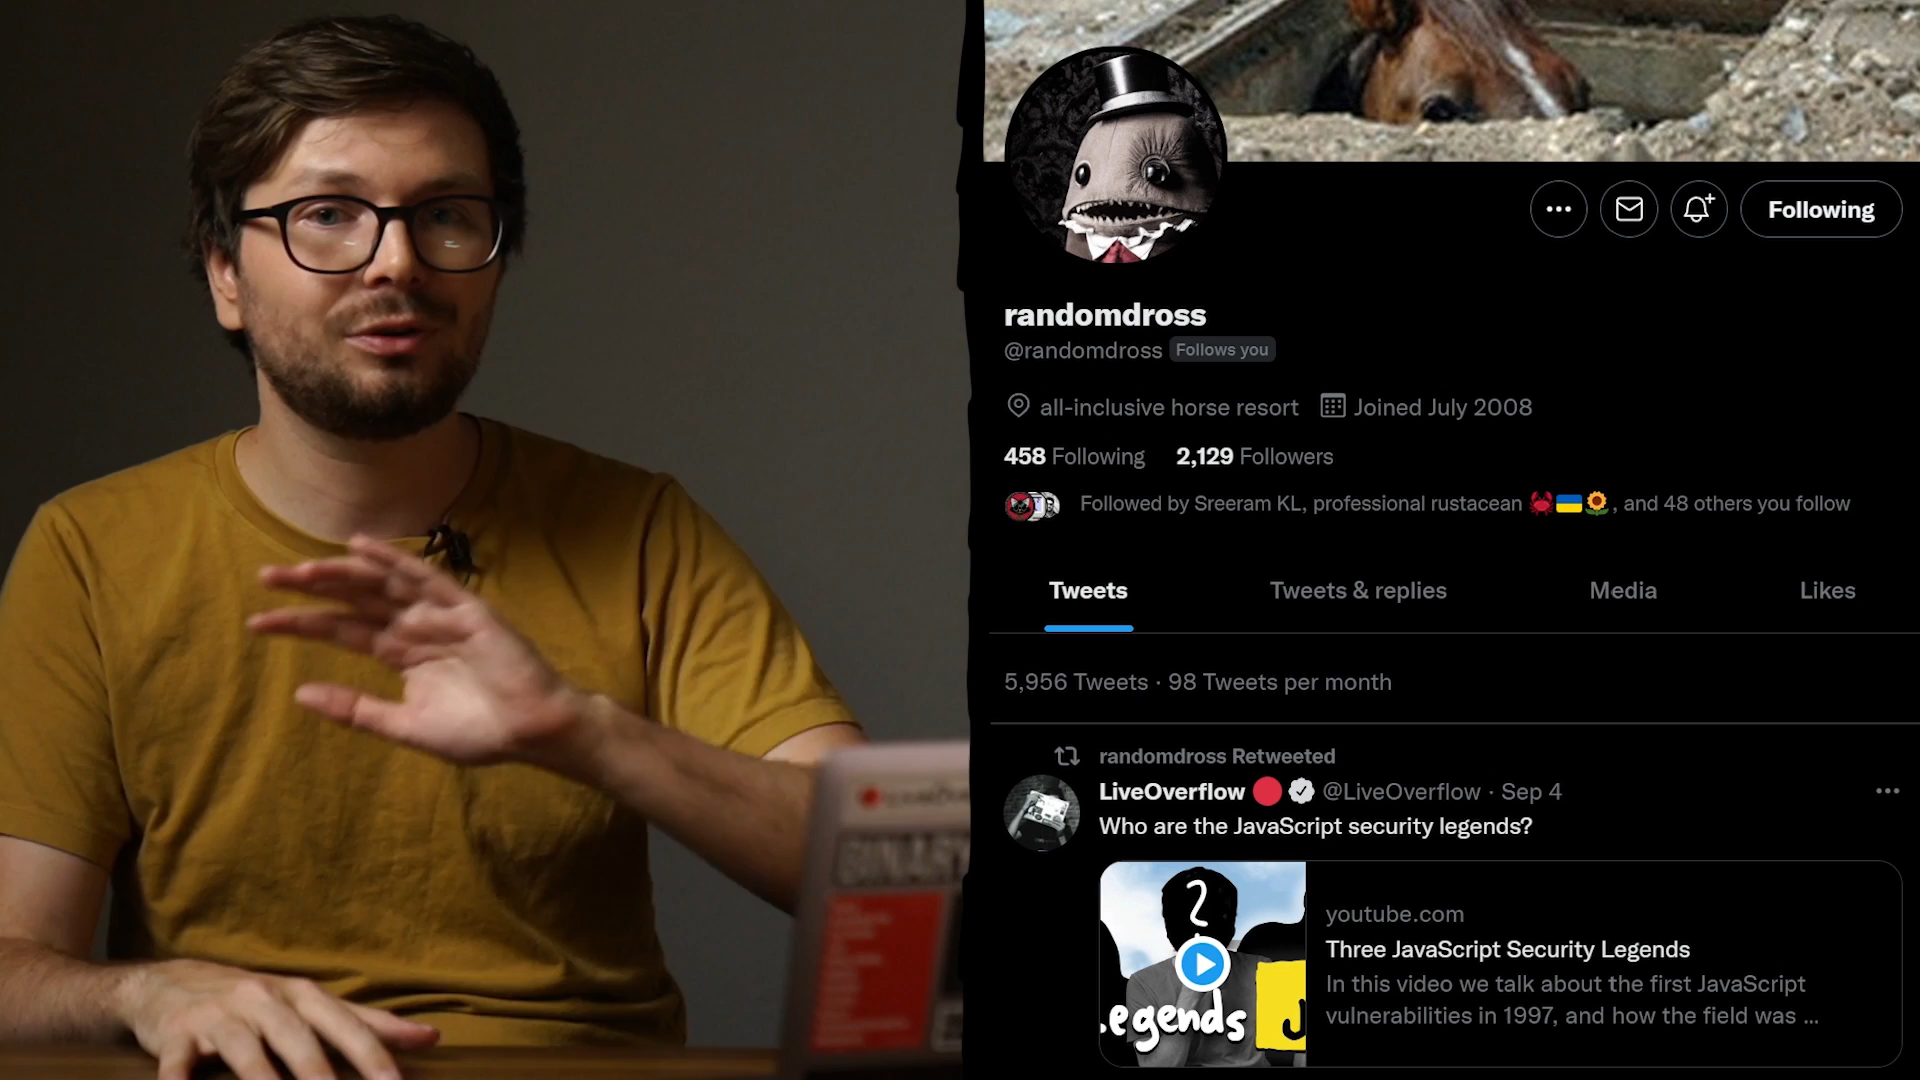 Following
randomdross
@randomdross Follows you
all-inclusive horse resort Joined July 2008
458 Following 2,129 Followers
Followed by Sreeram KL, professional rustacean 🦀🇺🇦🌻, and 48 others you follow
Tweets Tweets & replies Media Likes
5,956 Tweets · 98 Tweets per month
randomdross Retweeted
LiveOverflow 🔴 @LiveOverflow · Sep 4
Who are the JavaScript security legends?
youtube.com
Three JavaScript Security Legends
In this video we talk about the first JavaScript
vulnerabilities in 1997, and how the field was ...
?
Legends J
BINARY